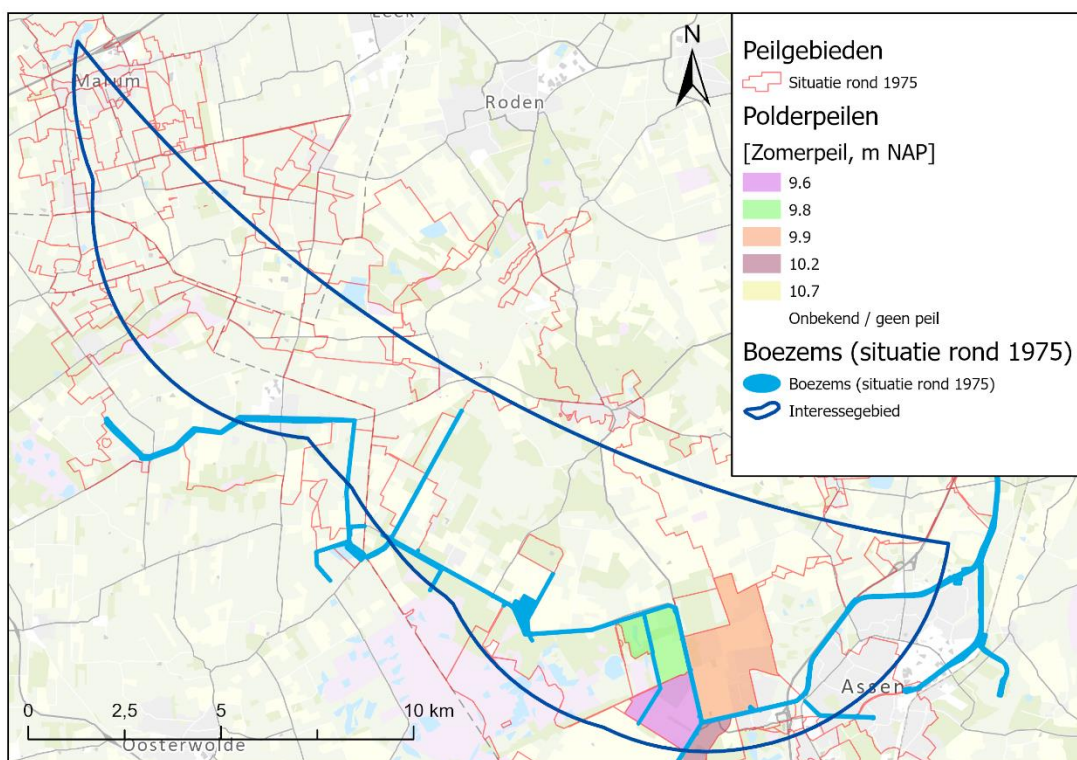 Leek
Marum
Roden
N
Assen
Oosterwolde
0
2,5
5
10 km
Peilgebieden
Situatie rond 1975
Polderpeilen
[Zomerpeil, m NAP]
9.6
9.8
9.9
10.2
10.7
Onbekend / geen peil
Boezems (situatie rond 1975)
Boezems (situatie rond 1975)
Interessegebied